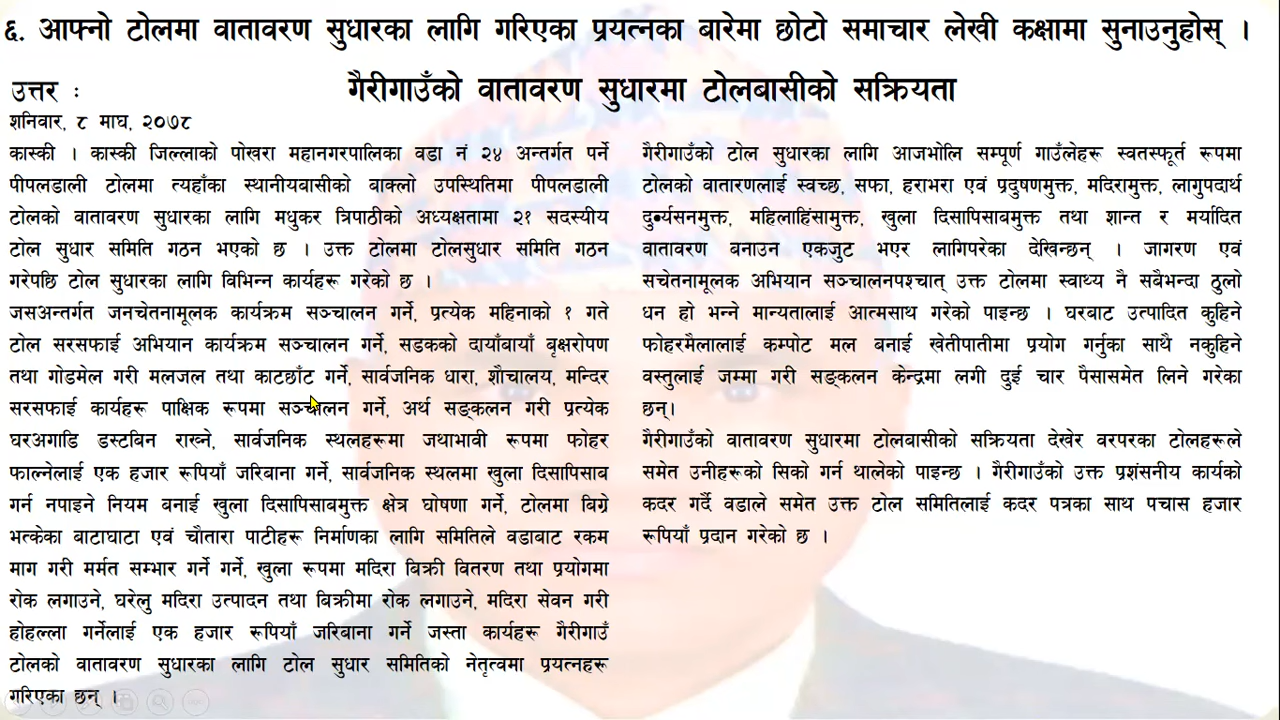 ६. आफ्नो टोलमा वातावरण सुधारका लागि गरिएका प्रयत्नका बारेमा छोटो समाचार लेखी कक्षामा सुनाउनुहोस् ।
उत्तर :
गैरीगाउँको वातावरण सुधारमा टोलबासीको सक्रियता
शनिवार, ८ माघ, २०७८
कास्की । कास्की जिल्लाको पोखरा महानगरपालिका वडा नं २४ अन्तर्गत पर्ने
पीपलडाली टोलमा त्यहाँका स्थानीयबासीको बाक्लो उपस्थितिमा पीपलडाली
टोलको वातावरण सुधारका लागि मधुकर त्रिपाठीको अध्यक्षतामा २१ सदस्यीय
टोल सुधार समिति गठन भएको छ । उक्त टोलमा टोलसुधार समिति गठन
गरेपछि टोल सुधारका लागि विभिन्न कार्यहरू गरेको छ ।
जसअन्तर्गत जनचेतनामूलक कार्यक्रम सञ्चालन गर्ने, प्रत्येक महिनाको १ गते
टोल सरसफाई अभियान कार्यक्रम सञ्चालन गर्ने, सडकको दायाँबायाँ बृक्षरोपण
तथा गोडमेल गरी मलजल तथा काटछाँट गर्ने, सार्वजनिक धारा, शौचालय, मन्दिर
सरसफाई कार्यहरू पाक्षिक रूपमा सञ्चालन गर्ने, अर्थ सङ्कलन गरी प्रत्येक
घरअगाडि डस्टबिन राख्ने, सार्वजनिक स्थलहरूमा जथाभावी रूपमा फोहर
फाल्नेलाई एक हजार रूपियाँ जरिबाना गर्ने, सार्वजनिक स्थलमा खुला दिसापिसाब
गर्न नपाइने नियम बनाई खुला दिसापिसाबमुक्त क्षेत्र घोषणा गर्ने, टोलमा बिग्रे
भत्केका बाटाघाटा एवं चौतारा पाटीहरू निर्माणका लागि समितिले वडाबाट रकम
माग गरी मर्मत सम्भार गर्ने गर्ने, खुला रूपमा मदिरा बिक्री वितरण तथा प्रयोगमा
रोक लगाउने, घरेलु मदिरा उत्पादन तथा बिक्रीमा रोक लगाउने, मदिरा सेवन गरी
होहल्ला गर्नेलाई एक हजार रूपियाँ जरिबाना गर्ने जस्ता कार्यहरू गैरीगाउँ
टोलको वातावरण सुधारका लागि टोल सुधार समितिको नेतृत्वमा प्रयत्नहरू
गरिएका छन् ।
गैरीगाउँको टोल सुधारका लागि आजभोलि सम्पूर्ण गाउँलेहरू स्वतस्फूर्त रूपमा
टोलको वातारणलाई स्वच्छ, सफा, हराभरा एवं प्रदुषणमुक्त, मदिरामुक्त, लागुपदार्थ
दुर्व्यसनमुक्त, महिलाहिंसामुक्त, खुला दिसापिसाबमुक्त तथा शान्त र मर्यादित
वातावरण बनाउन एकजुट भएर लागिपरेका देखिन्छन् । जागरण एवं
सचेतनामूलक अभियान सञ्चालनपश्चात् उक्त टोलमा स्वाथ्य नै सबैभन्दा ठुलो
धन हो भन्ने मान्यतालाई आत्मसाथ गरेको पाइन्छ । घरबाट उत्पादित कुहिने
फोहरमैलालाई कम्पोट मल बनाई खेतीपातीमा प्रयोग गर्नुका साथै नकुहिने
वस्तुलाई जम्मा गरी सङ्कलन केन्द्रमा लगी दुई चार पैसासमेत लिने गरेका
छन्।
गैरीगाउँको वातावरण सुधारमा टोलबासीको सक्रियता देखेर वरपरका टोलहरूले
समेत उनीहरूको सिको गर्न थालेको पाइन्छ । गैरीगाउँको उक्त प्रशंसनीय कार्यको
कदर गर्दै वडाले समेत उक्त टोल समितिलाई कदर पत्रका साथ पचास हजार
रूपियाँ प्रदान गरेको छ ।